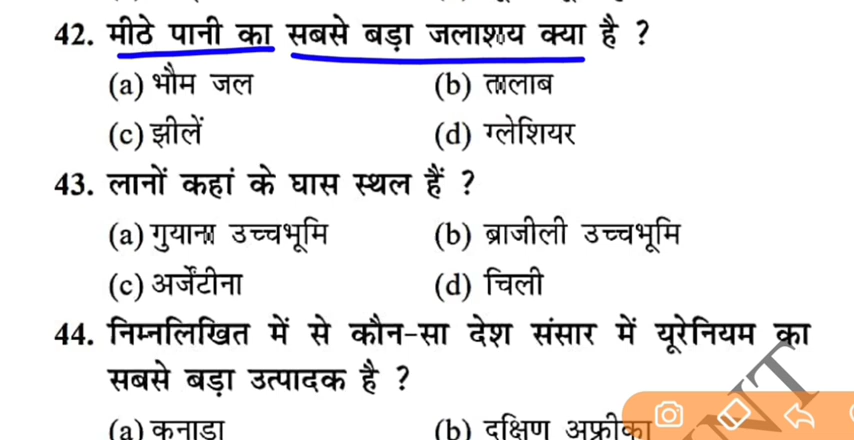 42. मीठे पानी का सबसे बड़ा जलाशय क्या है ?
(a) भौम जल (b) तालाब
(c) झीलें (d) ग्लेशियर
43. लानों कहां के घास स्थल हैं ?
(a) गुयाना उच्चभूमि (b) ब्राजीली उच्चभूमि
(c) अर्जेंटीना (d) चिली
44. निम्नलिखित में से कौन-सा देश संसार में यूरेनियम का
सबसे बड़ा उत्पादक है ?
(a) कनाडा (b) दक्षिण अफ्रीका